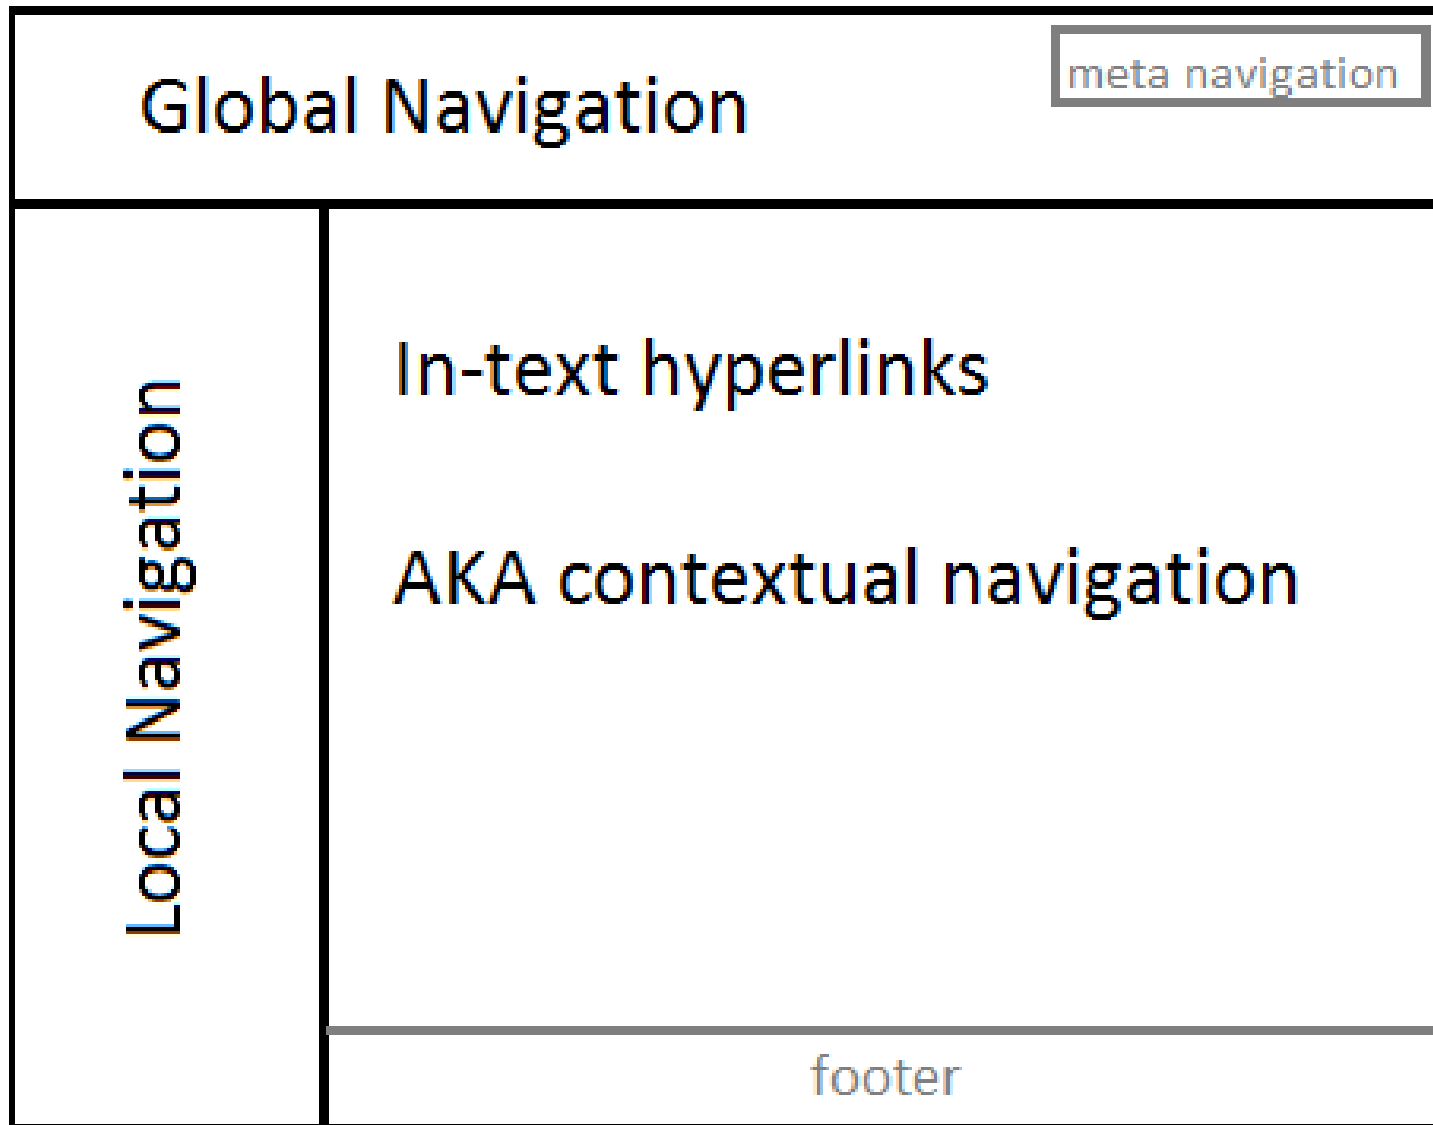 Global Navigation
meta navigation
Local Navigation
In-text hyperlinks
AKA contextual navigation
footer